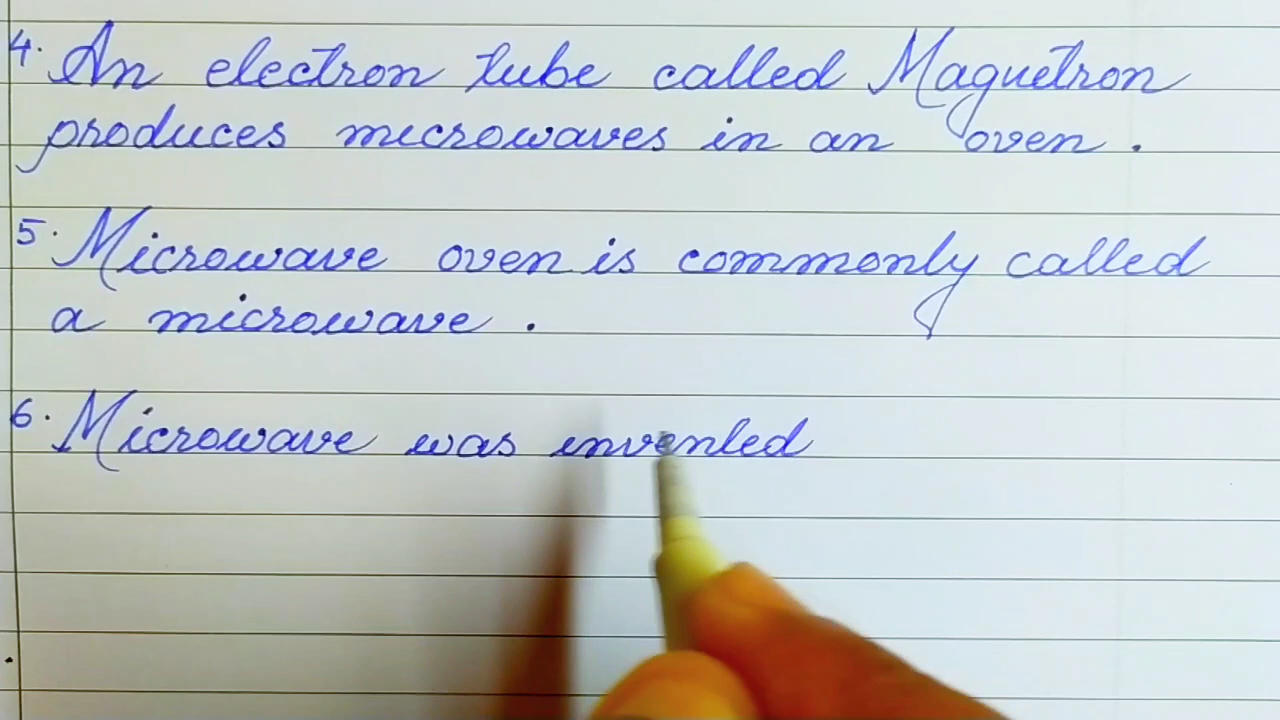 4. An electron tube called Magnetron
produces microwaves in an oven.
5. Microwave oven is commonly called
a microwave.
6. Microwave was invented